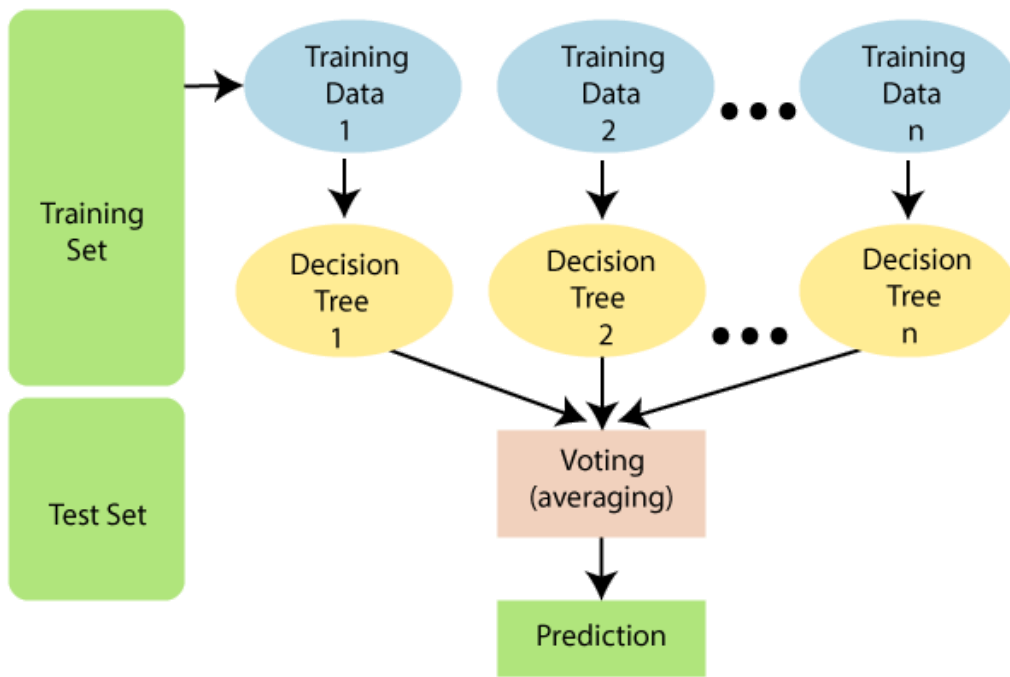 Training
Set
Test Set
Training
Data
1
Training
Data
2
Training
Data
n
Decision
Tree
1
Decision
Tree
2
Decision
Tree
n
Voting
(averaging)
Prediction